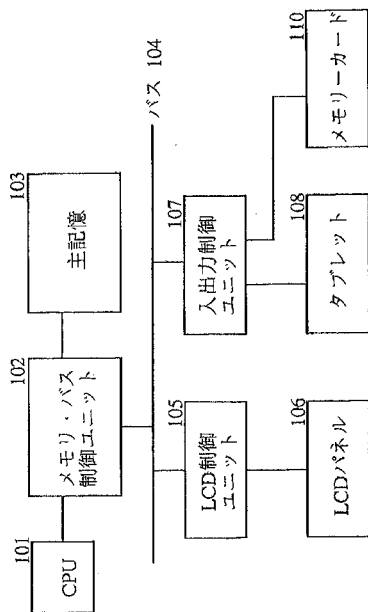 101
CPU
102
メモリ・バス
制御ユニット
103
主記憶
バス 104
105
LCD制御
ユニット
107
入出力制御
ユニット
106
LCDパネル
108
タブレット
110
メモリーカード